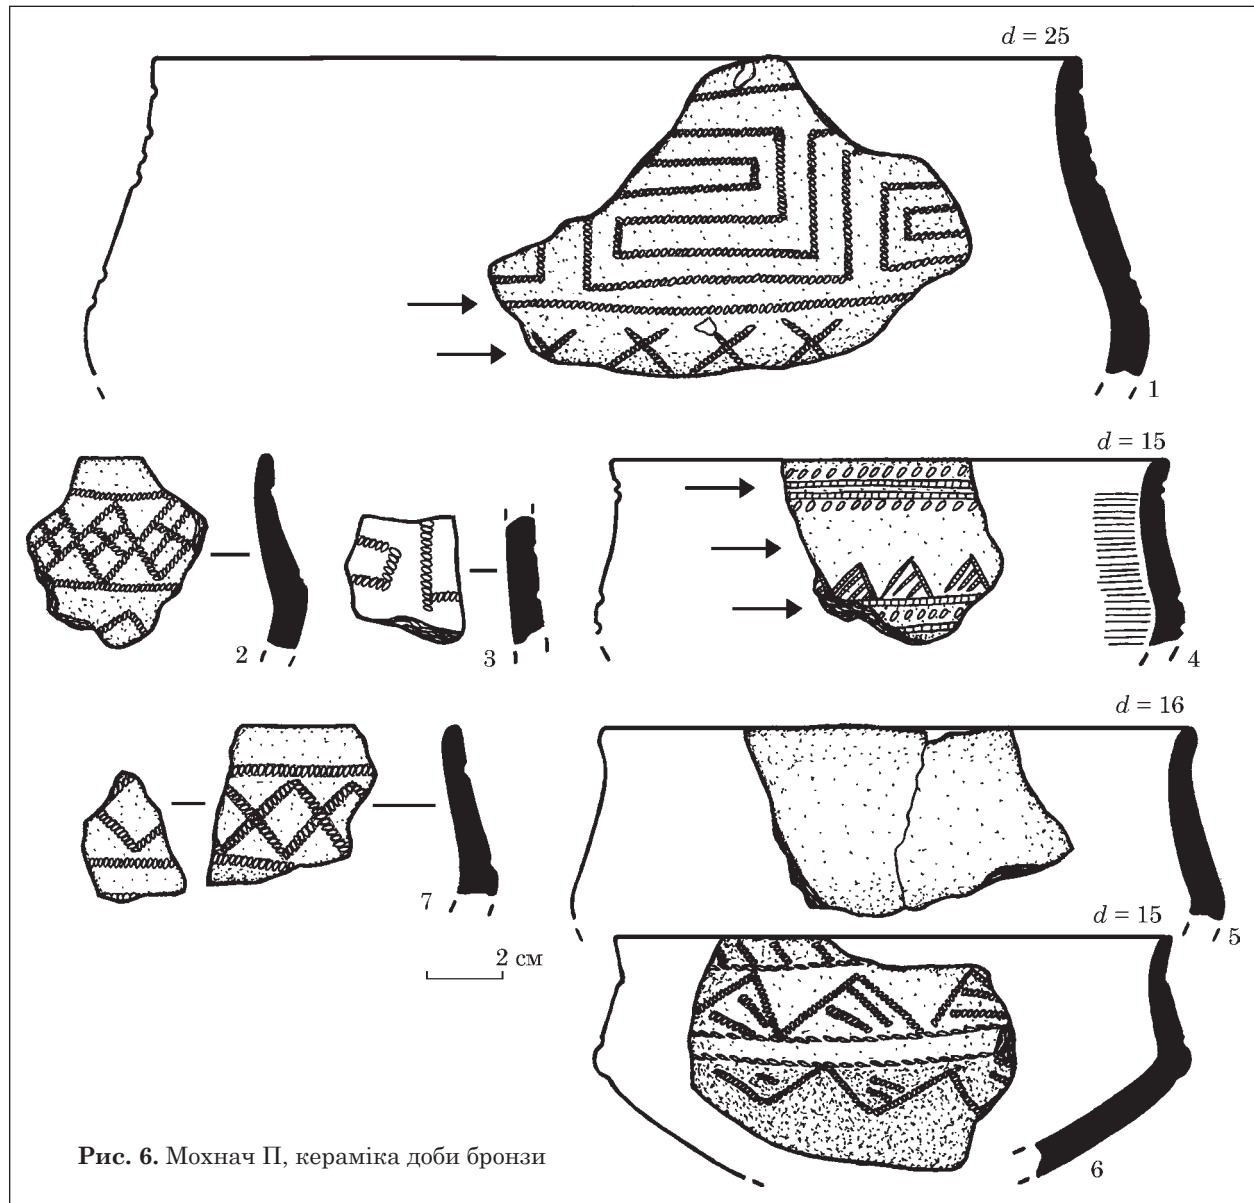 d = 25
1
d = 15
2
3
4
d = 16
7
5
d = 15
2 см
6
Рис. 6. Мохнач П, кераміка доби бронзи